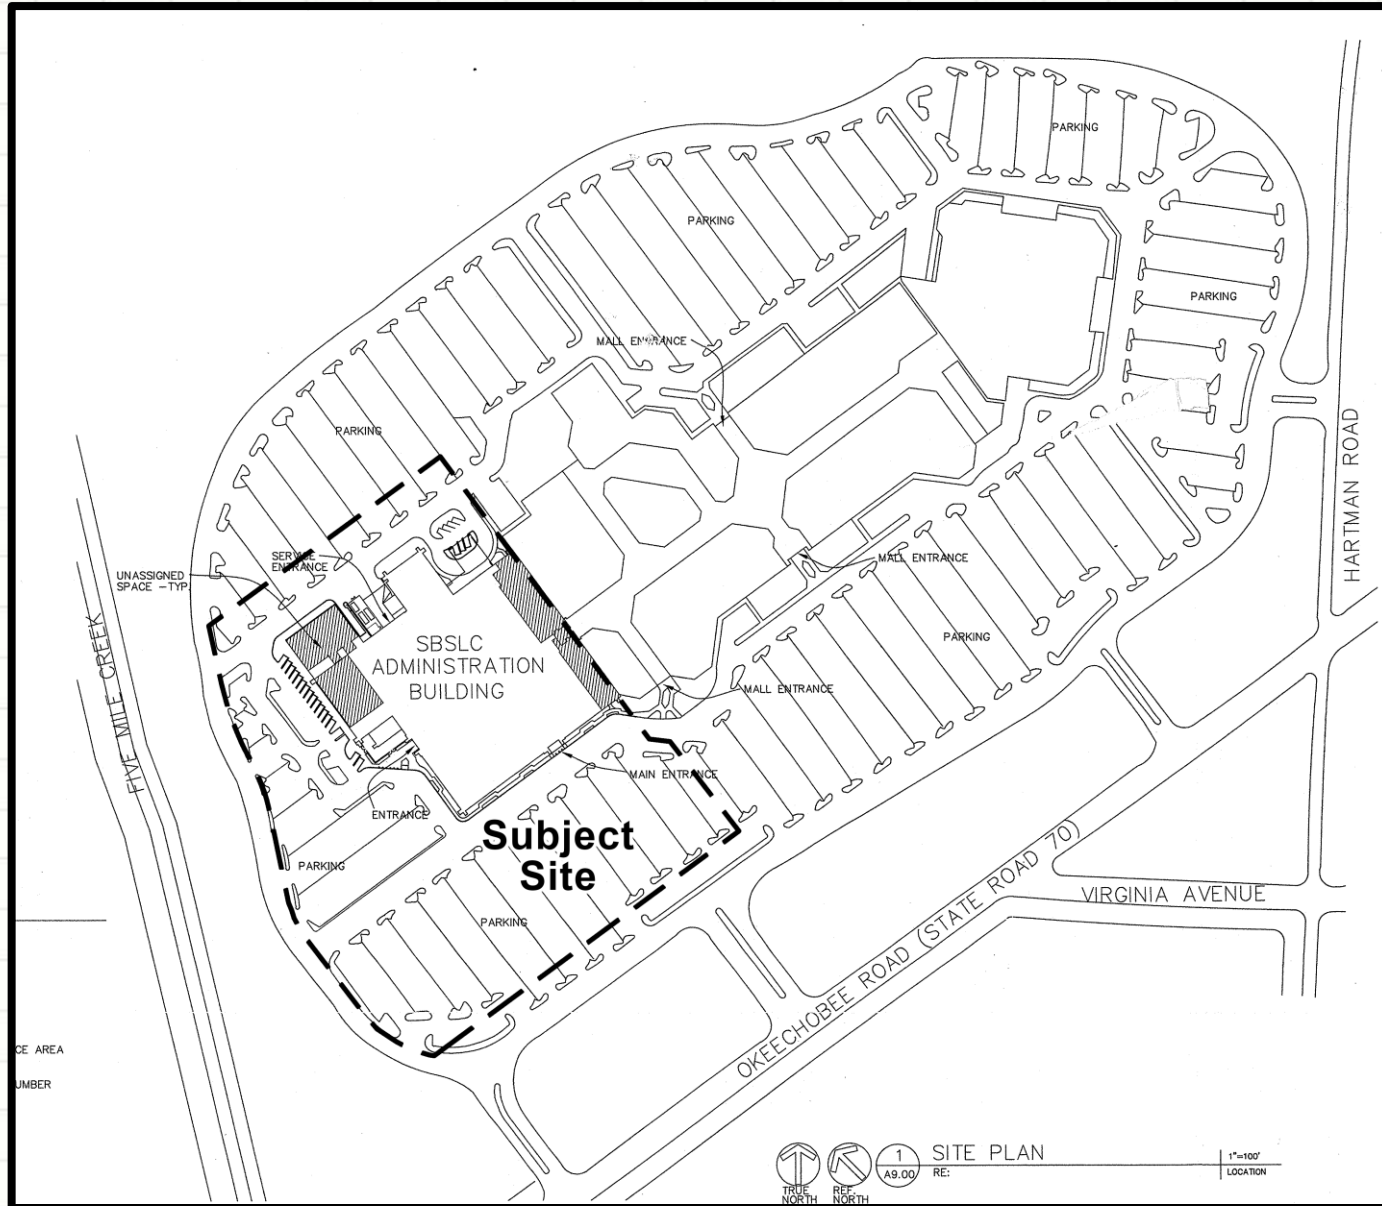 PARKING
PARKING
MALL ENTRANCE
PARKING
PARKING
HARTMAN ROAD
SERVICE
ENTRANCE
UNASSIGNED
SPACE -TYP.
MALL ENTRANCE
FIVE MILE CREEK
SBSLC
ADMINISTRATION
BUILDING
PARKING
MALL ENTRANCE
MAIN ENTRANCE
ENTRANCE
Subject
Site
PARKING
PARKING
VIRGINIA AVENUE
OKEECHOBEE ROAD (STATE ROAD 70)
CE AREA
UMBER
TRUE
NORTH
REF.
NORTH
1
A9.00
SITE PLAN
RE:
1"=100'
LOCATION